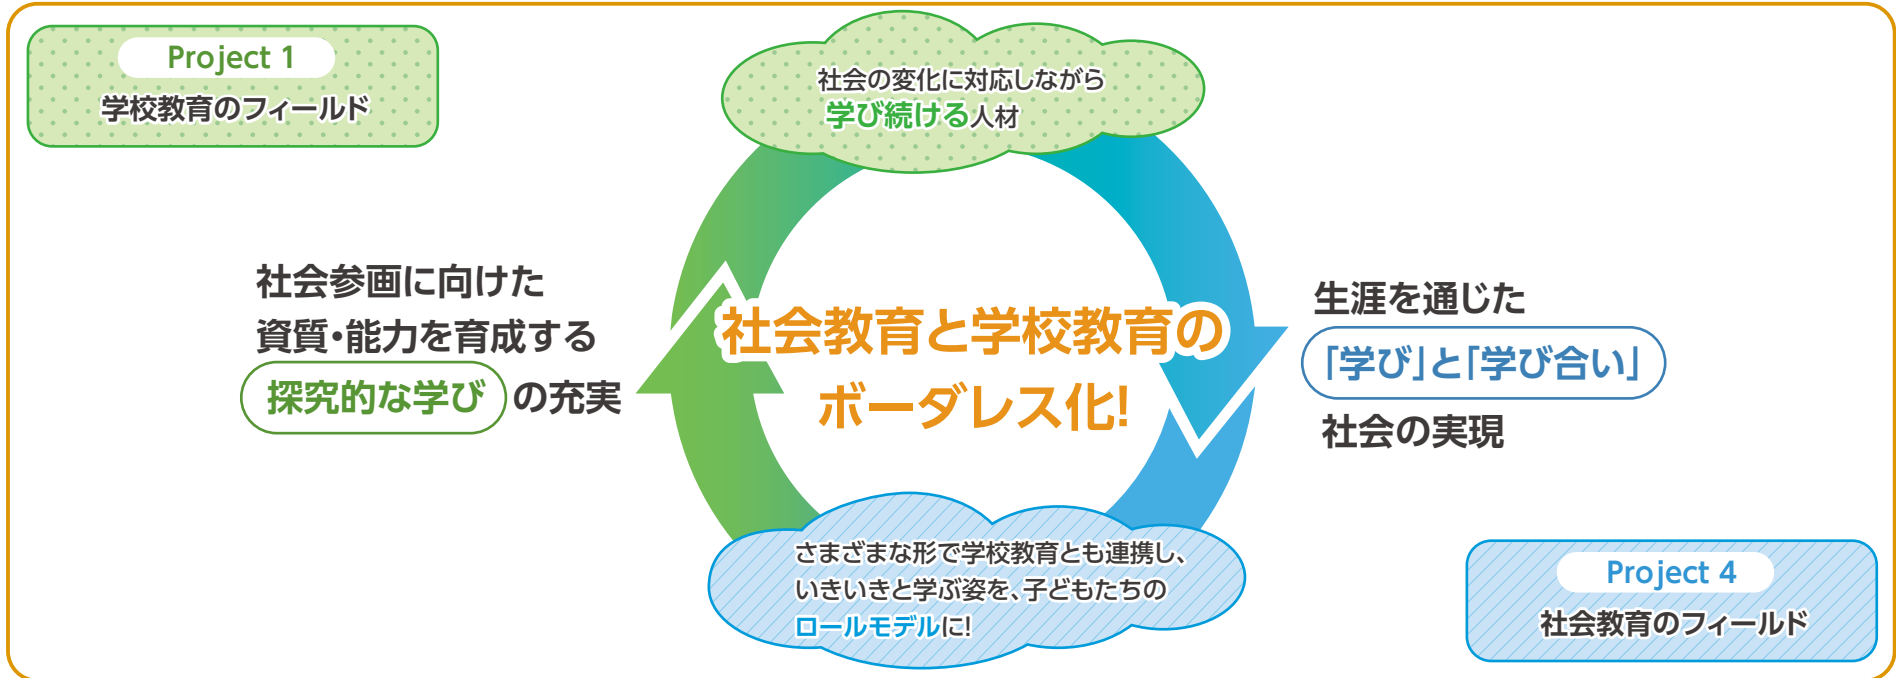 Project 1
学校教育のフィールド
社会の変化に対応しながら
学び続ける人材
社会参画に向けた
資質・能力を育成する
探究的な学びの充実
社会教育と学校教育の
ボーダレス化!
生涯を通じた
「学び」と「学び合い」
社会の実現
さまざまな形で学校教育とも連携し、
いきいきと学ぶ姿を、子どもたちの
ロールモデルに!
Project 4
社会教育のフィールド